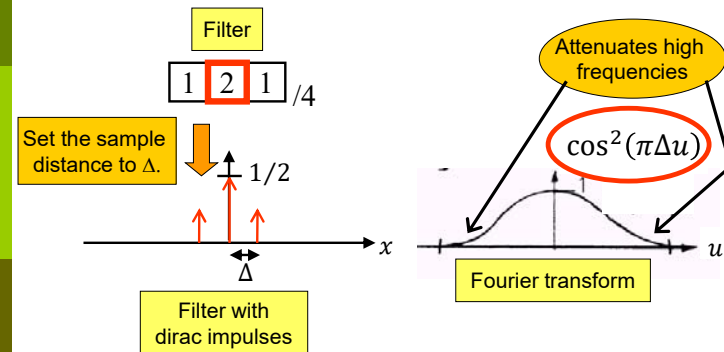 Filter
1 2 1 /4
Set the sample
distance to Δ.
1/2
x
Δ
Filter with
dirac impulses
Attenuates high
frequencies
cos²(πΔu)
1
u
Fourier transform